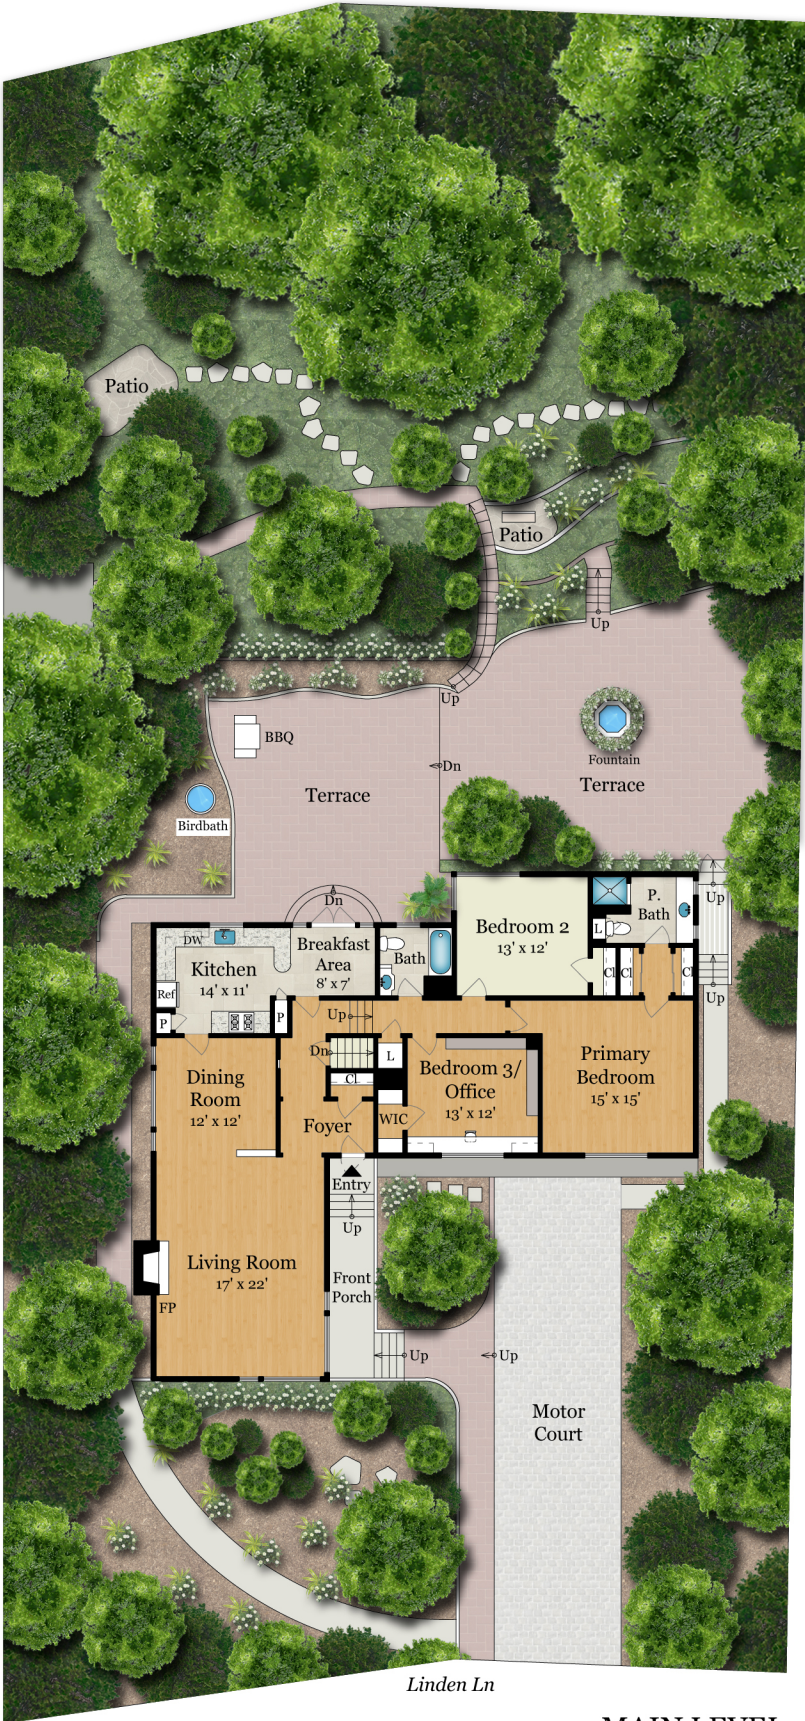 Patio
Patio
Up
Up
BBQ
Fountain
Dn
Terrace
Terrace
Birdbath
Up
Dn
P.
Bath
L
Bedroom 2
13' x 12'
DW
Breakfast
Area
8' x 7'
Bath
Kitchen
14' x 11'
Cl
Cl
Cl
Ref
Up
P
P
Up
Dn
L
Primary
Bedroom
15' x 15'
Bedroom 3/
Office
13' x 12'
Dining
Room
12' x 12'
Cl
WIC
Foyer
Entry
Up
Living Room
17' x 22'
Front
Porch
FP
Up
Up
Motor
Court
Linden Ln
MAIN LEVEL